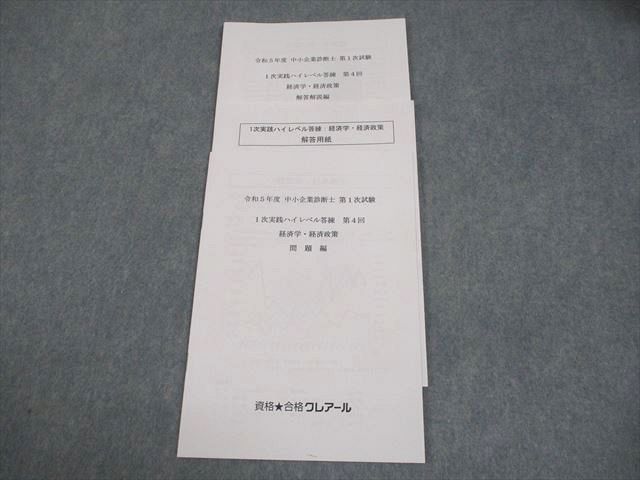 令和5年度 中小企業診断士 第1次試験
1次実践ハイレベル答練 第4回
経済学・経済政策
解答解説編
1次実践ハイレベル答練：経済学・経済政策
解答用紙
令和5年度 中小企業診断士 第1次試験
1次実践ハイレベル答練 第4回
経済学・経済政策
問 題 編
資格★合格クレアール